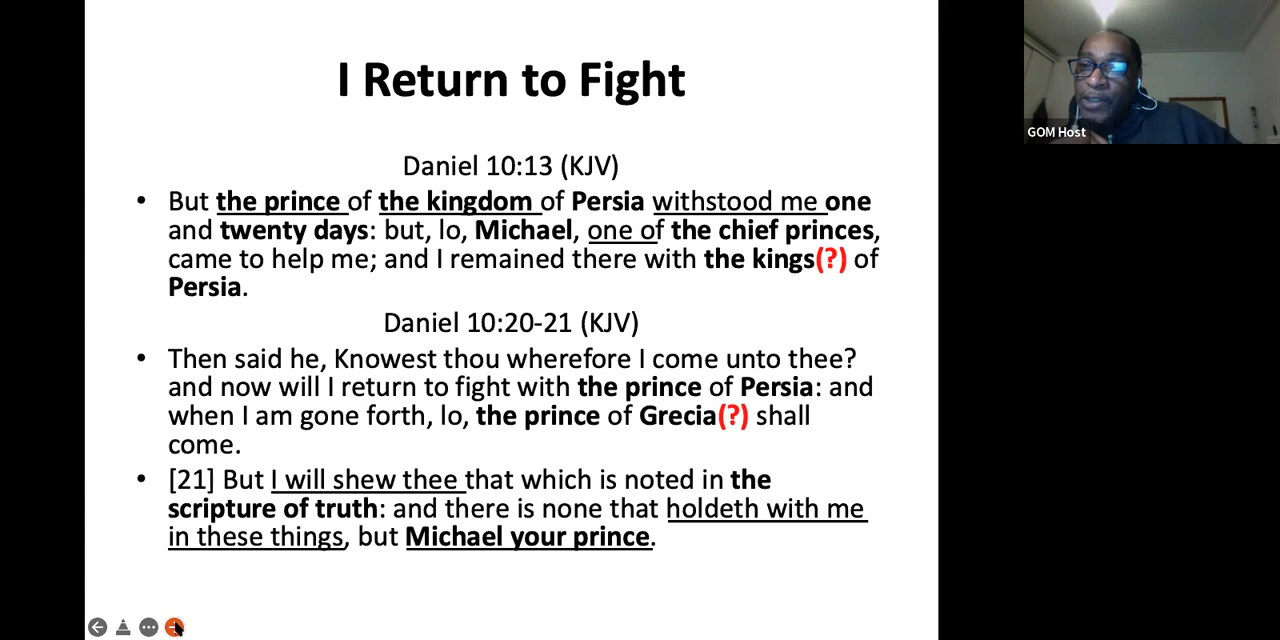 I Return to Fight
Daniel 10:13 (KJV)
• But the prince of the kingdom of Persia withstood me one
and twenty days: but, lo, Michael, one of the chief princes,
came to help me; and I remained there with the kings(?) of
Persia.
Daniel 10:20-21 (KJV)
• Then said he, Knowest thou wherefore I come unto thee?
and now will I return to fight with the prince of Persia: and
when I am gone forth, lo, the prince of Grecia(?) shall
come.
• [21] But I will shew thee that which is noted in the
scripture of truth: and there is none that holdeth with me
in these things, but Michael your prince.
GOM Host